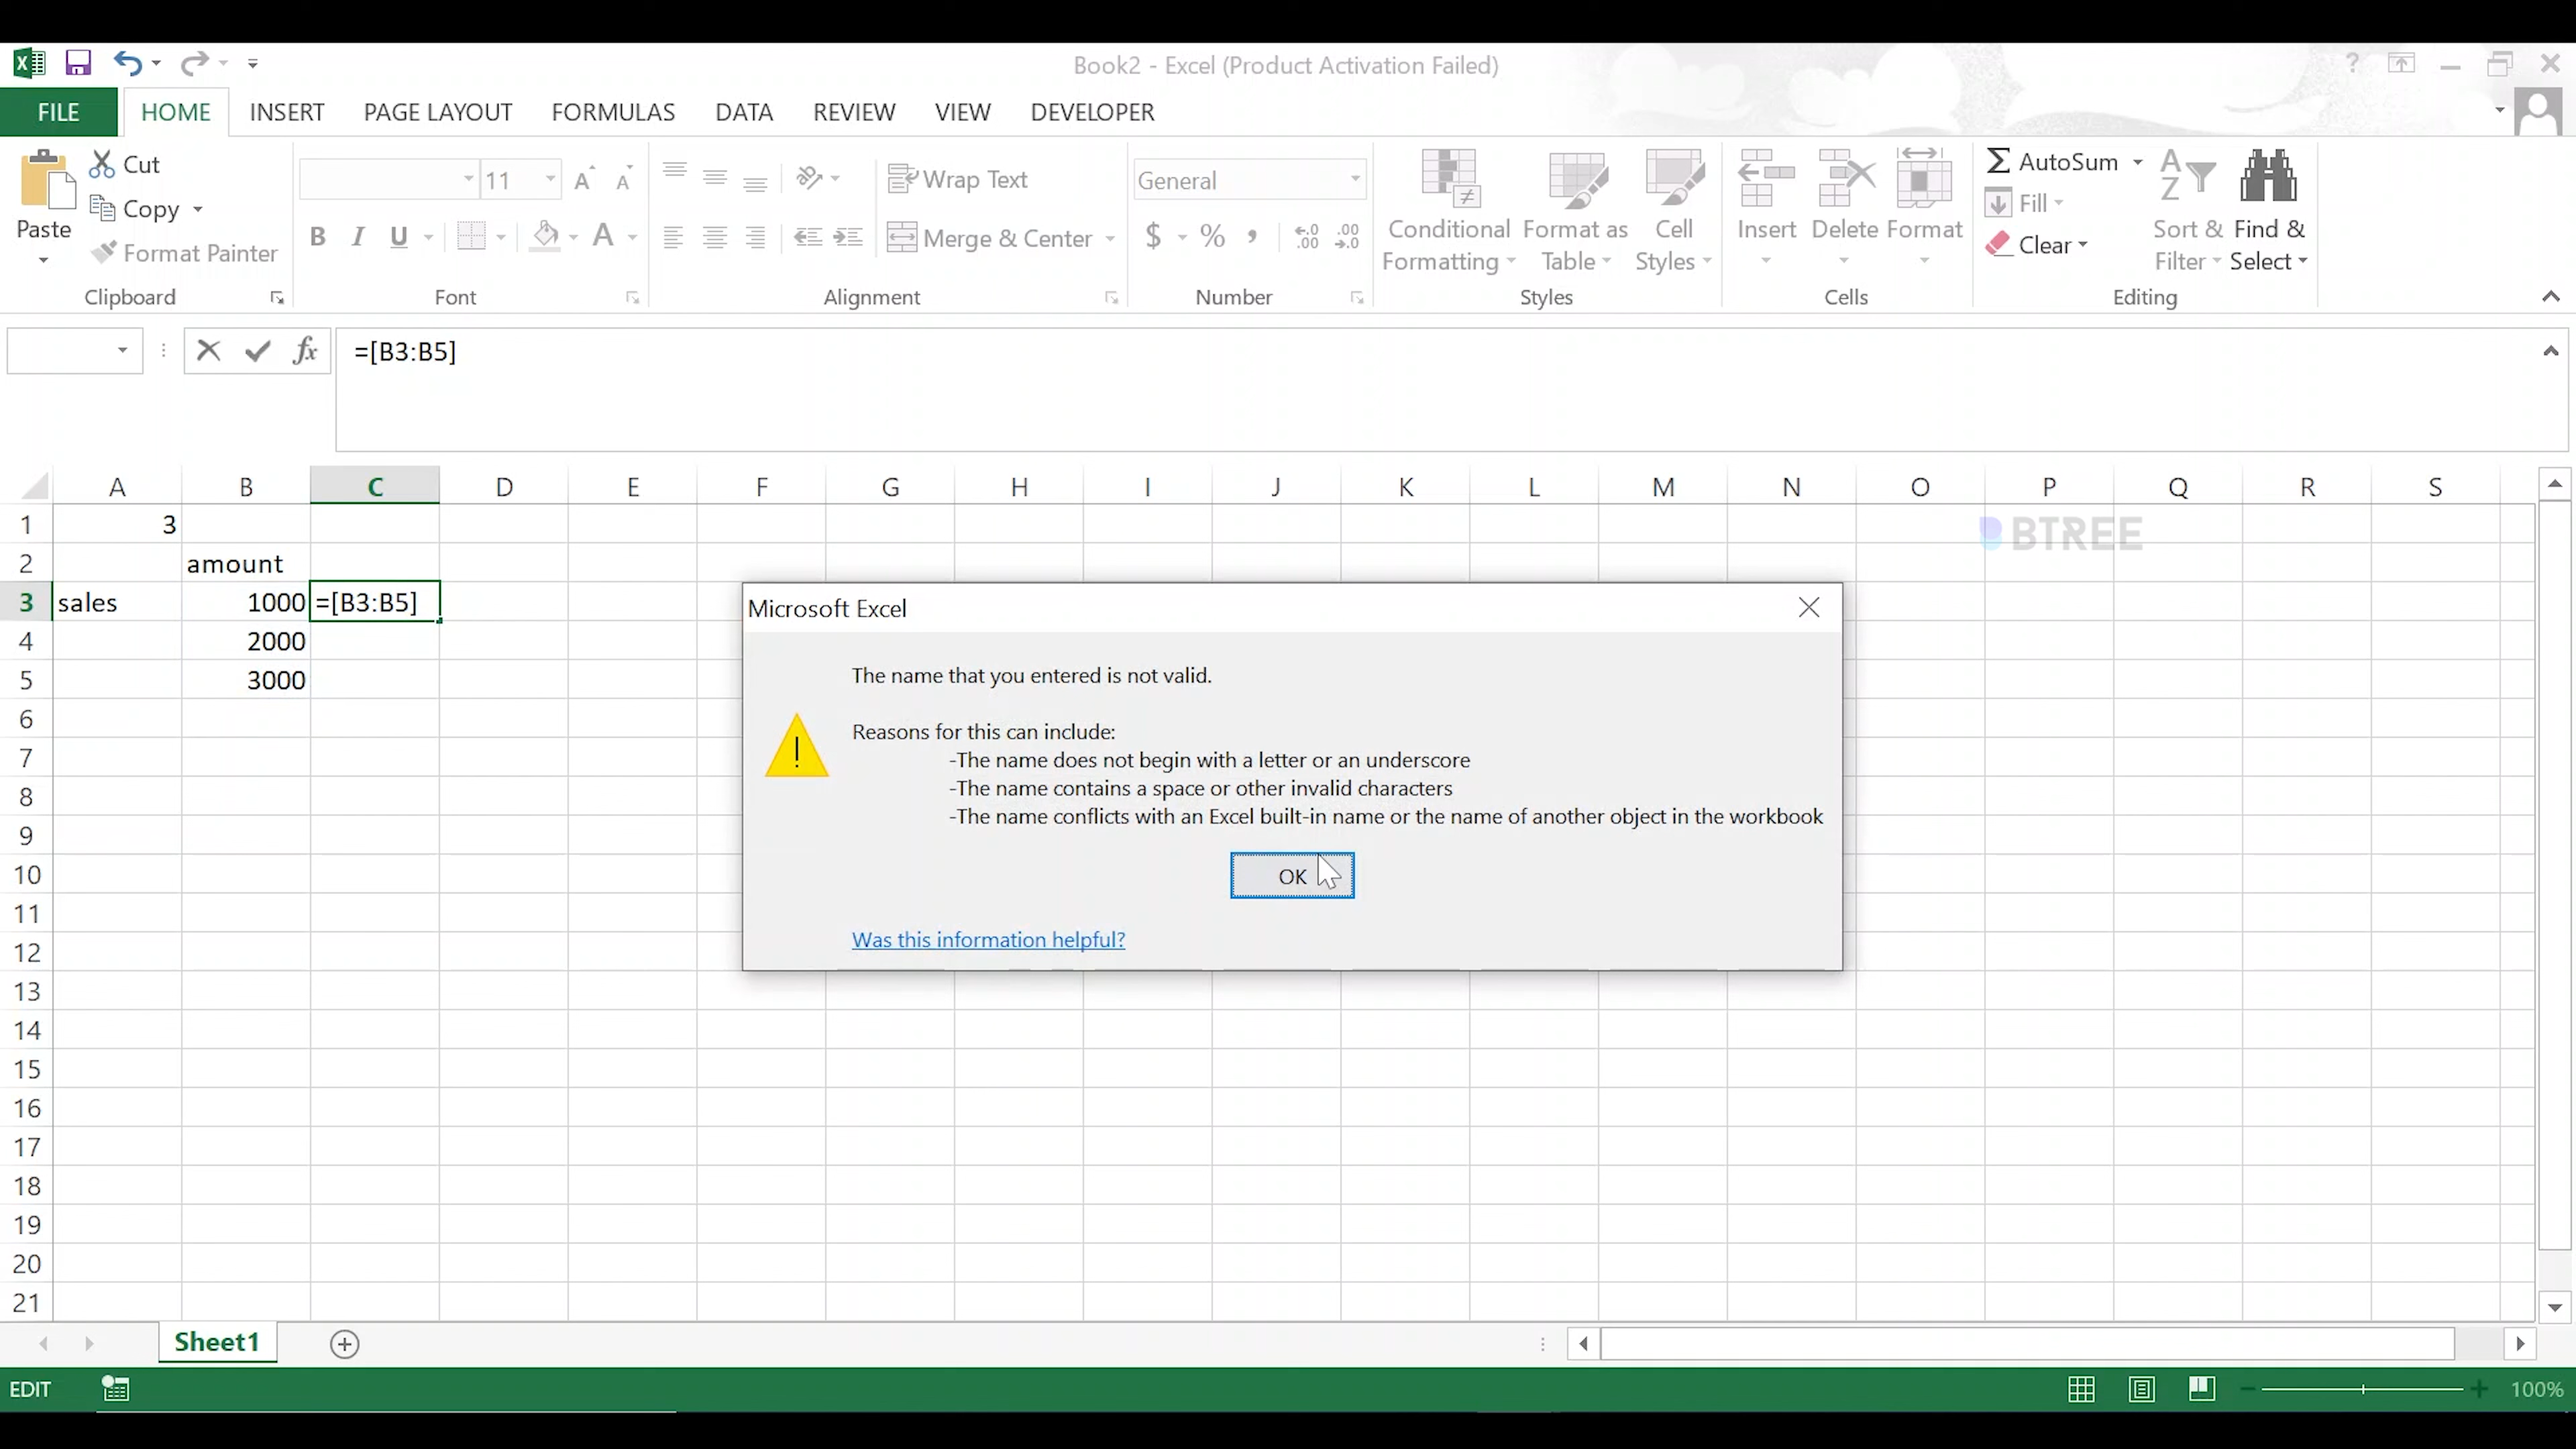 Book2 - Excel (Product Activation Failed)
FILE HOME INSERT PAGE LAYOUT FORMULAS DATA REVIEW VIEW DEVELOPER
Cut
Copy
Format Painter
Paste
Clipboard
11
B I U A
Font
Wrap Text
Merge & Center
Alignment
General
$ % ,
Number
Conditional Formatting
Format as Table
Cell Styles
Styles
Insert Delete Format
Cells
AutoSum
Fill
Clear
Sort & Filter
Find & Select
Editing
fx =[B3:B5]
A B C D E F G H I J K L M N O P Q R S
1 3
BTREE
2 amount
3 sales 1000 =[B3:B5]
4 2000
5 3000
6
7
8
9
10
11
12
13
14
15
16
17
18
19
20
21
Microsoft Excel
The name that you entered is not valid.
Reasons for this can include:
-The name does not begin with a letter or an underscore
-The name contains a space or other invalid characters
-The name conflicts with an Excel built-in name or the name of another object in the workbook
OK
Was this information helpful?
Sheet1
EDIT 100%